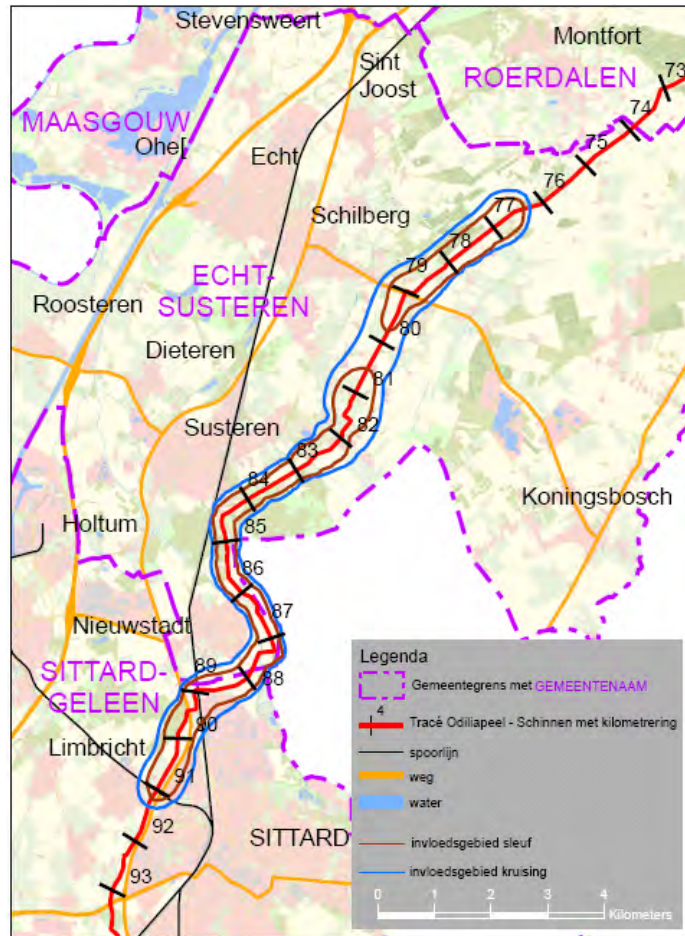 Stevensweert
Montfort
Sint
Joost
ROERDALEN
73
74
MAASGOUW
Ohe[
Echt
75
76
Schilberg
77
78
ECHT-
SUSTEREN
79
Roosteren
80
Dieteren
81
Susteren
82
83
84
Koningsbosch
Holtum
85
86
Nieuwstadt
87
SITTARD-
GELEEN
89
88
Limbricht
90
91
92
SITTARD
93
Legenda
Gemeentegrens met GEMEENTENAAM
4
Tracé Odiliapeel - Schinnen met kilometrering
spoorlijn
weg
water
invloedsgebied sleuf
invloedsgebied kruising
0 1 2 3 4
Kilometers